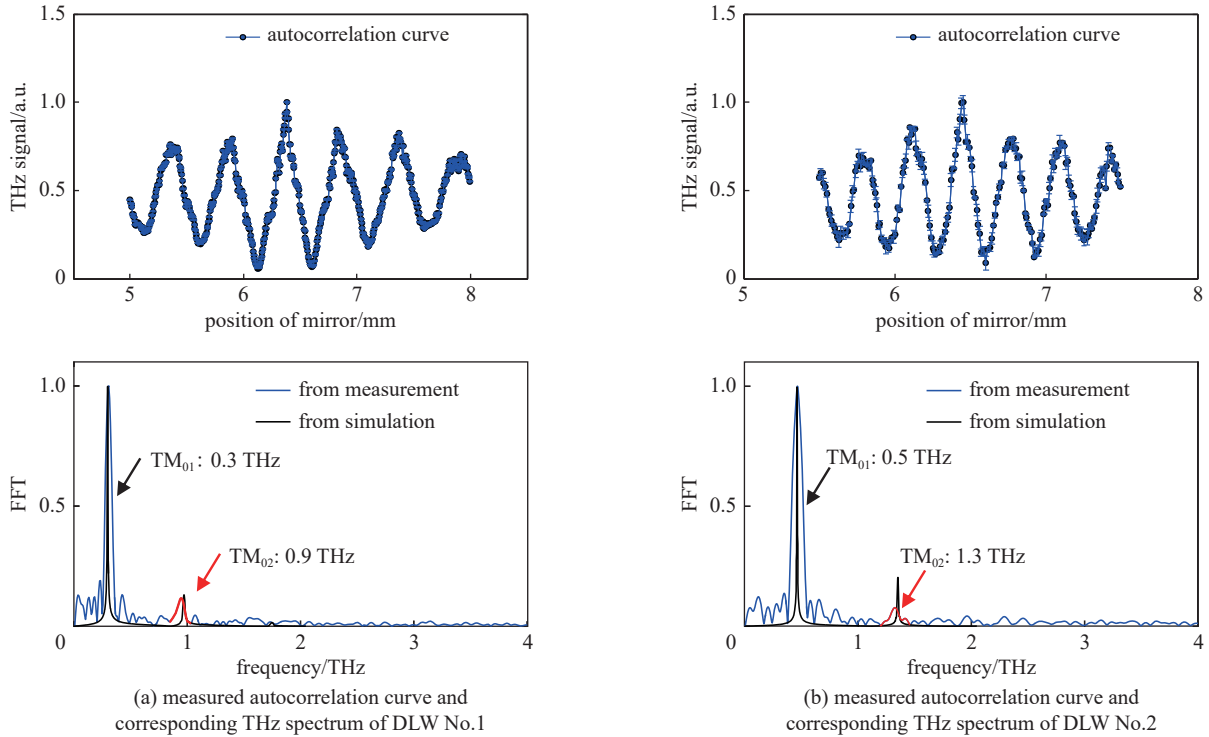 1.5
autocorrelation curve
1.0
THz signal/a.u.
0.5
0
5
6
7
8
position of mirror/mm
1.5
autocorrelation curve
1.0
THz signal/a.u.
0.5
0
5
6
7
8
position of mirror/mm
from measurement
1.0
from simulation
TM₀₁: 0.3 THz
FFT
0.5
TM₀₂: 0.9 THz
0
1
2
3
4
frequency/THz
(a) measured autocorrelation curve and
corresponding THz spectrum of DLW No.1
from measurement
1.0
from simulation
TM₀₁: 0.5 THz
FFT
0.5
TM₀₂: 1.3 THz
0
1
2
3
4
frequency/THz
(b) measured autocorrelation curve and
corresponding THz spectrum of DLW No.2